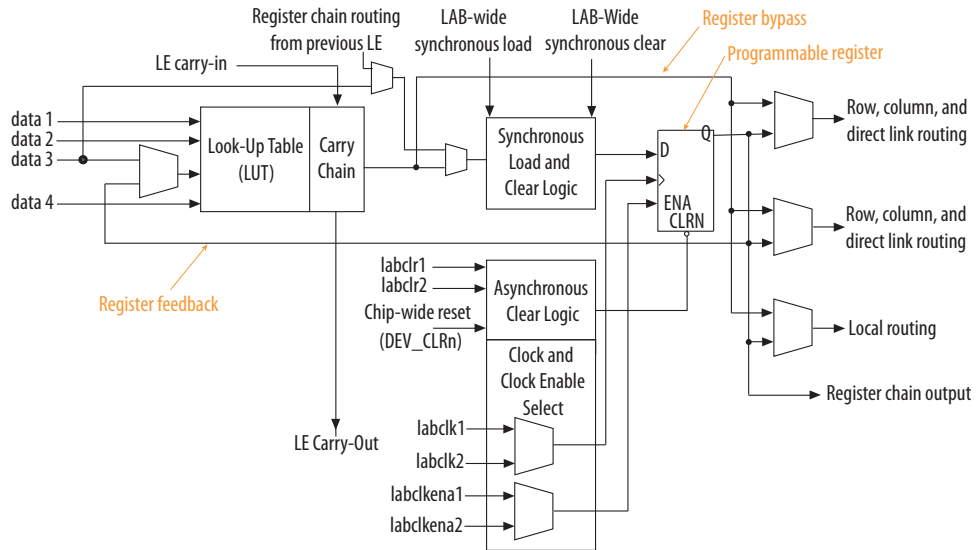 Register chain routing
from previous LE
LAB-wide
synchronous load
LAB-Wide
synchronous clear
Register bypass
Programmable register
LE carry-in
data 1
data 2
data 3
data 4
Look-Up Table
(LUT)
Carry
Chain
Synchronous
Load and
Clear Logic
D
Q
ENA
CLRN
Row, column, and
direct link routing
Row, column, and
direct link routing
Local routing
Register chain output
Register feedback
labclr1
labclr2
Chip-wide reset
(DEV_CLRn)
Asynchronous
Clear Logic
Clock and
Clock Enable
Select
labclk1
labclk2
labclkena1
labclkena2
LE Carry-Out